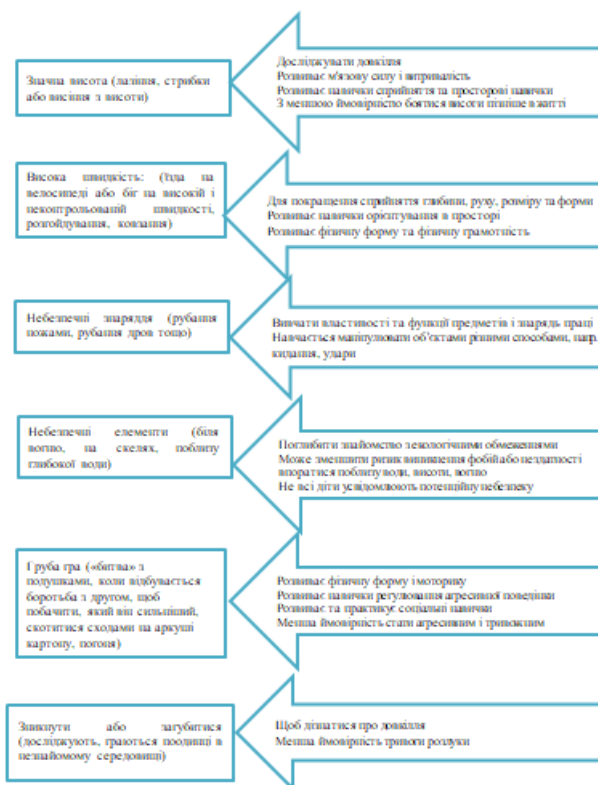 Значна висота (лазіння, стрибки
або висіння з висоти)
Досліджувати довкілля
Розвиває м'язову силу і витривалість
Розвиває навички сприйняття та просторові навички
З меншою ймовірністю боятися висоти пізніше в житті
Висока швидкість: (їзда на
велосипеді або біг на високій і
неконтрольованій швидкості,
розгойдування, ковзання)
Для покращення сприйняття глибини, руху, розміру та форми
Розвиває навички орієнтування в просторі
Розвиває фізичну форму та фізичну грамотність
Небезпечні знаряддя (рубання
ножами, рубання дров тощо)
Вивчати властивості та функції предметів і знарядь праці
Навчається маніпулювати об'єктами різними способами, напр.
кидання, удари
Небезпечні елементи (біля
вогню, на скелях, поблизу
глибокої води)
Поглибити знайомство з екологічними обмеженнями
Може зменшити ризик виникнення фобій або нездатності
впоратися поблизу води, висоти, вогню
Не всі діти усвідомлюють потенційну небезпеку
Груба гра («битва» з
подушками, коли відбувається
боротьба з другом, щоб
побачити, який він сильніший,
скотитися сходами на аркуші
картону, погоня)
Розвиває фізичну форму і моторику
Розвиває навички регулювання агресивної поведінки
Розвиває та практикує соціальні навички
Менша ймовірність стати агресивним і тривожним
Зникнути або загубитися
(досліджують, граються поодинці в
незнайомому середовищі)
Щоб дізнатися про довкілля
Менша ймовірність тривоги розлуки